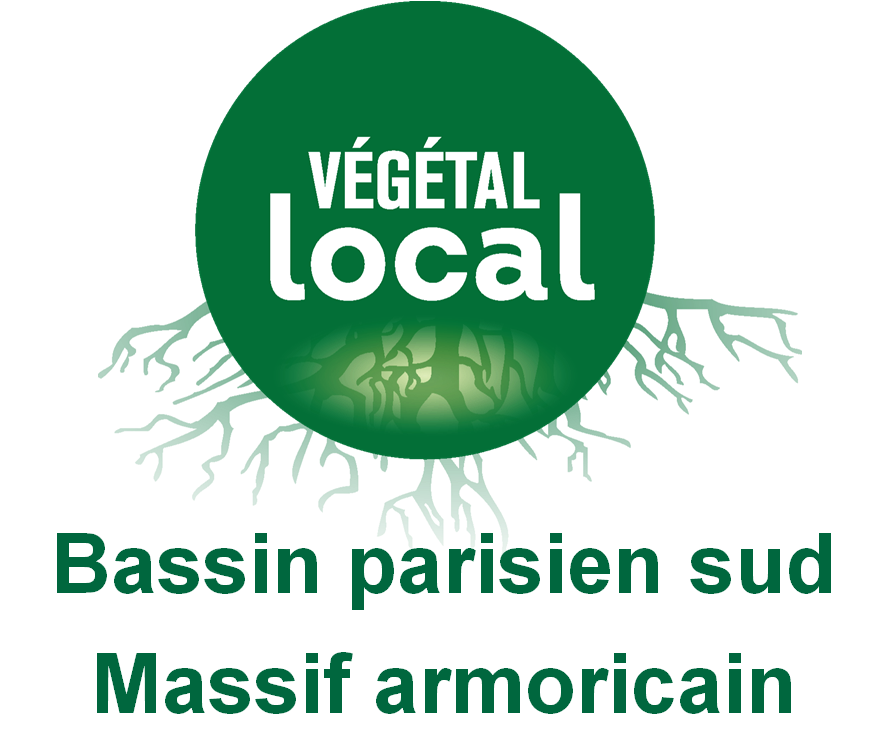 VÉGÉTAL
local
Bassin parisien sud
Massif armoricain